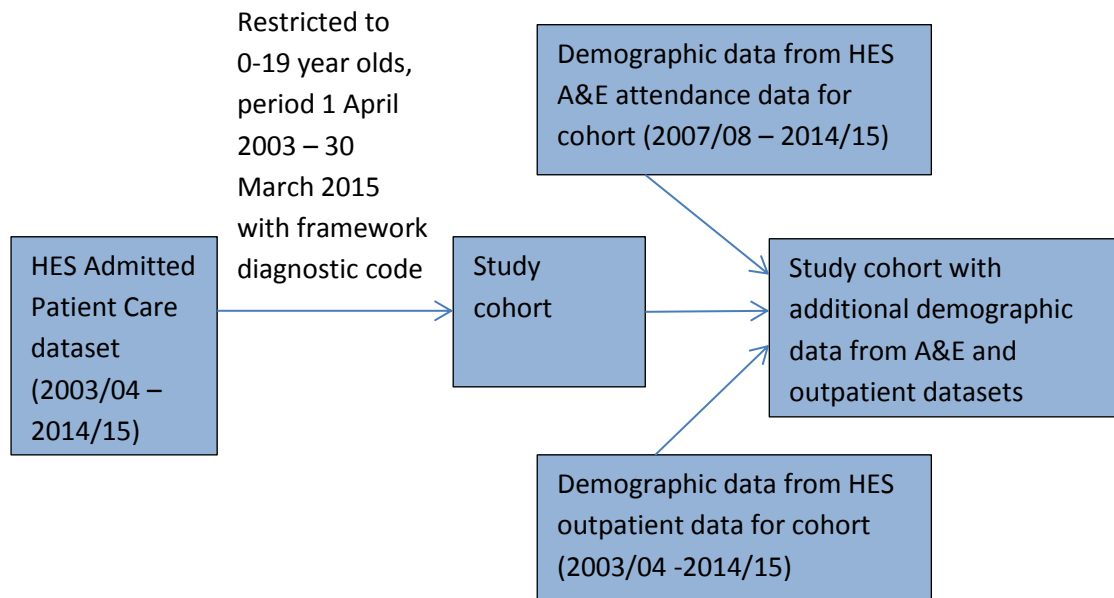 Restricted to
0-19 year olds,
period 1 April
2003 – 30
March 2015
with framework
diagnostic code
HES Admitted
Patient Care
dataset
(2003/04 –
2014/15)
Study
cohort
Demographic data from HES
A&E attendance data for
cohort (2007/08 – 2014/15)
Study cohort with
additional demographic
data from A&E and
outpatient datasets
Demographic data from HES
outpatient data for cohort
(2003/04 -2014/15)